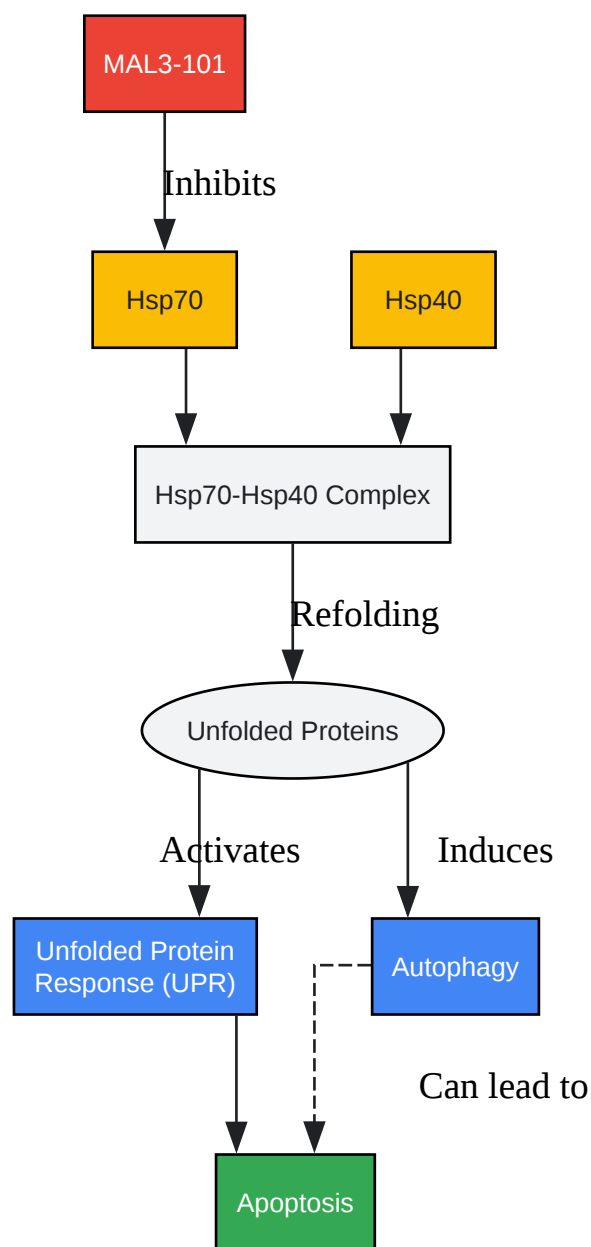 MAL3-101
Inhibits
Hsp70
Hsp40
Hsp70-Hsp40 Complex
Refolding
Unfolded Proteins
Activates
Induces
Unfolded Protein
Response (UPR)
Autophagy
Can lead to
Apoptosis